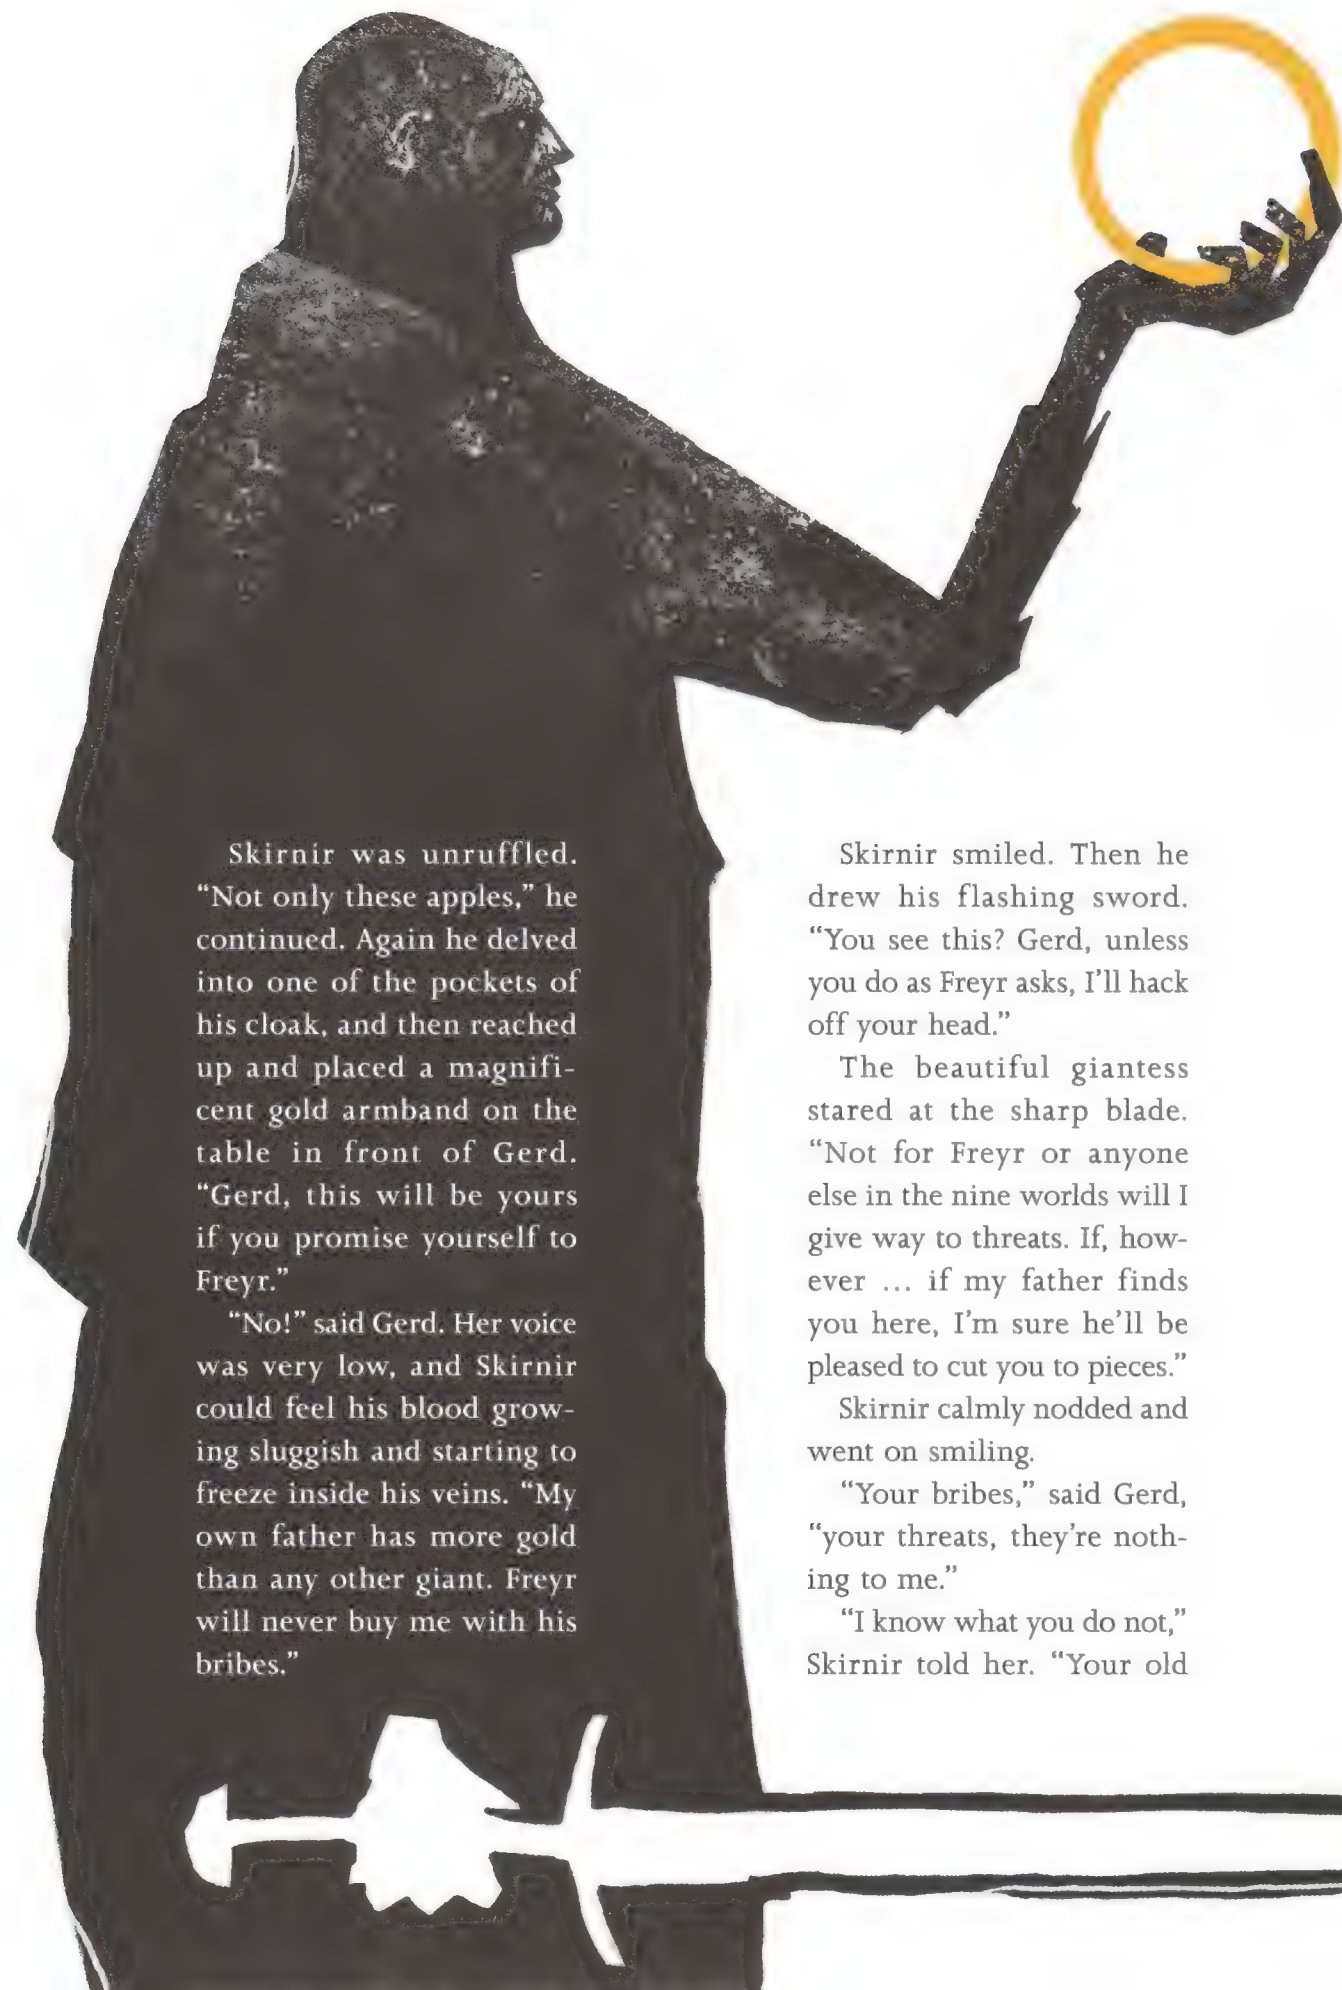 Skirnir was unruffled.
“Not only these apples,” he
continued. Again he delved
into one of the pockets of
his cloak, and then reached
up and placed a magnifi-
cent gold armband on the
table in front of Gerd.
“Gerd, this will be yours
if you promise yourself to
Freyr.”
“No!” said Gerd. Her voice
was very low, and Skirnir
could feel his blood grow-
ing sluggish and starting to
freeze inside his veins. “My
own father has more gold
than any other giant. Freyr
will never buy me with his
bribes.”
Skirnir smiled. Then he
drew his flashing sword.
“You see this? Gerd, unless
you do as Freyr asks, I’ll hack
off your head.”
The beautiful giantess
stared at the sharp blade.
“Not for Freyr or anyone
else in the nine worlds will I
give way to threats. If, how-
ever ... if my father finds
you here, I’m sure he’ll be
pleased to cut you to pieces.”
Skirnir calmly nodded and
went on smiling.
“Your bribes,” said Gerd,
“your threats, they’re noth-
ing to me.”
“I know what you do not,”
Skirnir told her. “Your old